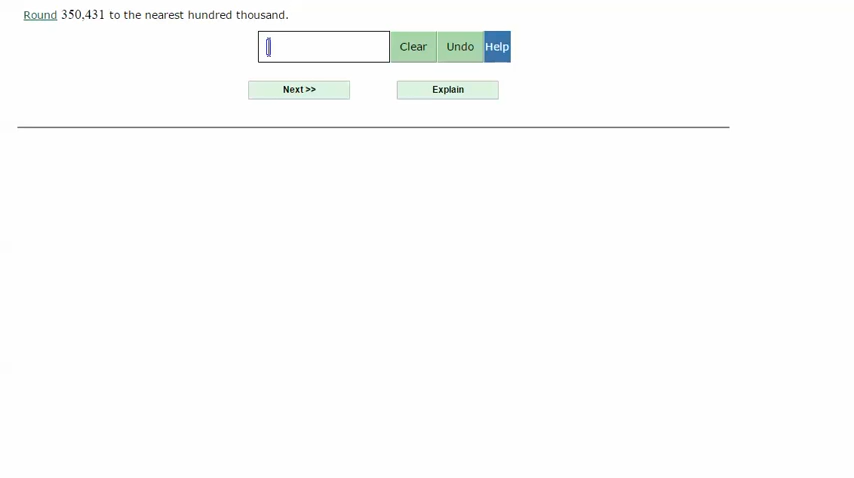 Round 350,431 to the nearest hundred thousand.
Clear Undo Help
Next >> Explain